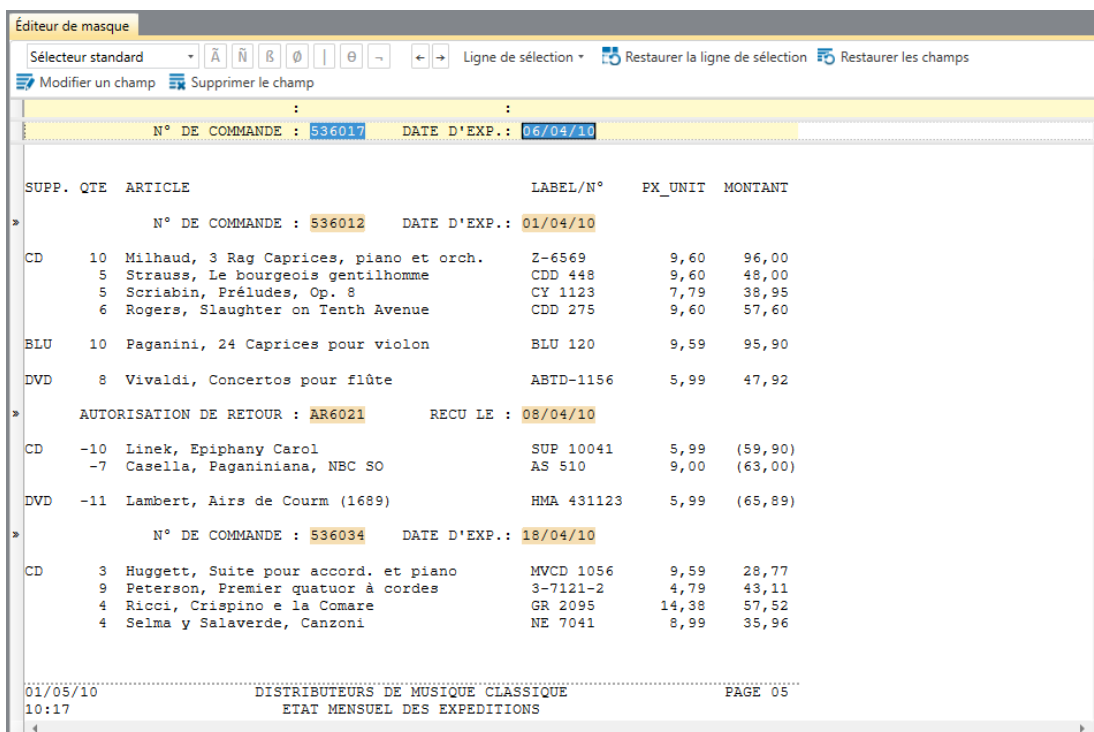 Éditeur de masque
Sélecteur standard Ã Ñ ß Ø | Θ ¬ ← → Ligne de sélection Restaurer la ligne de sélection Restaurer les champs
Modifier un champ Supprimer le champ
: :
N° DE COMMANDE : 536017 DATE D'EXP.: 06/04/10
SUPP. QTE ARTICLE LABEL/N° PX_UNIT MONTANT
» N° DE COMMANDE : 536012 DATE D'EXP.: 01/04/10
CD 10 Milhaud, 3 Rag Caprices, piano et orch. Z-6569 9,60 96,00
5 Strauss, Le bourgeois gentilhomme CDD 448 9,60 48,00
5 Scriabin, Préludes, Op. 8 CY 1123 7,79 38,95
6 Rogers, Slaughter on Tenth Avenue CDD 275 9,60 57,60
BLU 10 Paganini, 24 Caprices pour violon BLU 120 9,59 95,90
DVD 8 Vivaldi, Concertos pour flûte ABTD-1156 5,99 47,92
» AUTORISATION DE RETOUR : AR6021 RECU LE : 08/04/10
CD -10 Linek, Epiphany Carol SUP 10041 5,99 (59,90)
-7 Casella, Paganiniana, NBC SO AS 510 9,00 (63,00)
DVD -11 Lambert, Airs de Courm (1689) HMA 431123 5,99 (65,89)
» N° DE COMMANDE : 536034 DATE D'EXP.: 18/04/10
CD 3 Huggett, Suite pour accord. et piano MVCD 1056 9,59 28,77
9 Peterson, Premier quatuor à cordes 3-7121-2 4,79 43,11
4 Ricci, Crispino e la Comare GR 2095 14,38 57,52
4 Selma y Salaverde, Canzoni NE 7041 8,99 35,96
01/05/10 DISTRIBUTEURS DE MUSIQUE CLASSIQUE PAGE 05
10:17 ETAT MENSUEL DES EXPEDITIONS